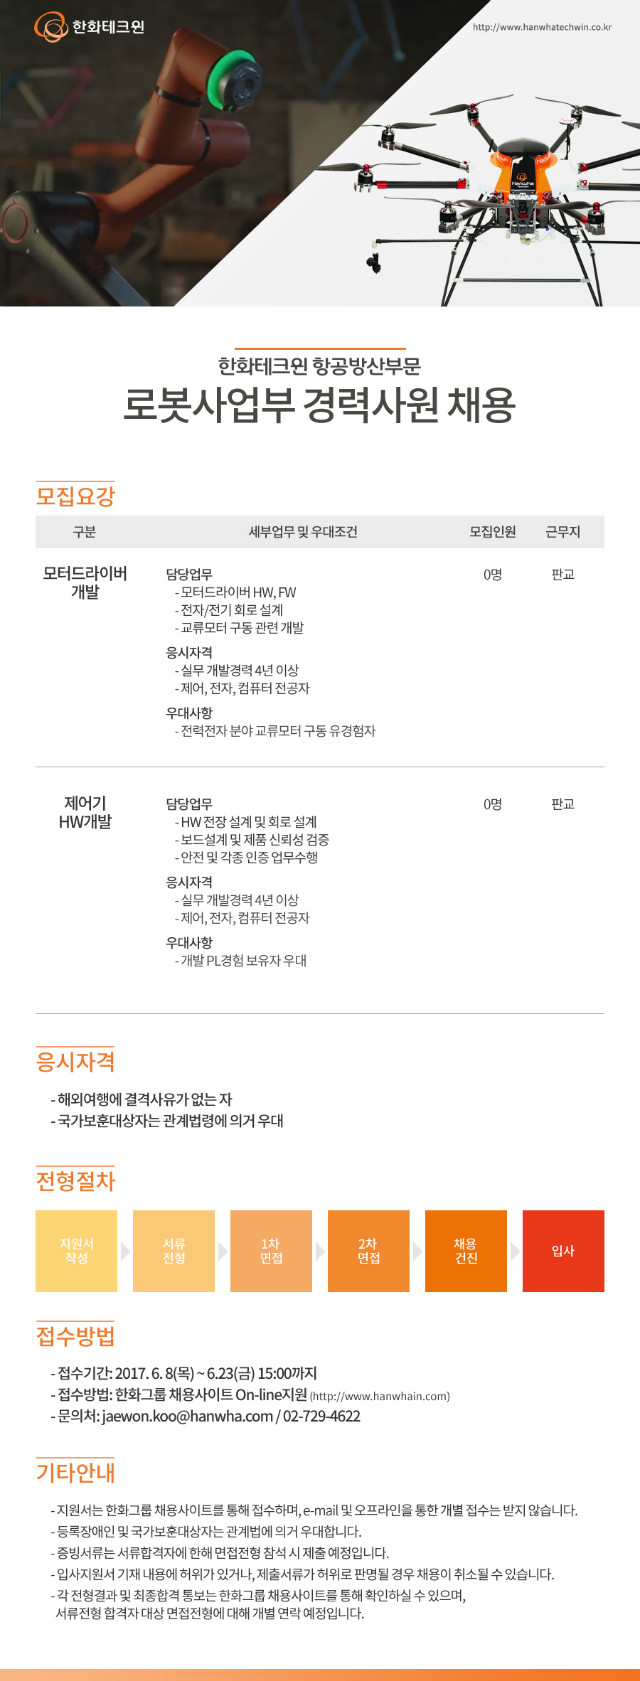 한화테크윈
http://www.hanwhatechwin.co.kr
Hanwha
한화테크윈 항공방산부문
로봇사업부 경력사원 채용
모집요강
구분 세부업무 및 우대조건 모집인원 근무지
모터드라이버
개발
담당업무 0명 판교
- 모터드라이버 HW, FW
- 전자/전기 회로 설계
- 교류모터 구동 관련 개발
응시자격
- 실무 개발경력 4년 이상
- 제어, 전자, 컴퓨터 전공자
우대사항
- 전력전자 분야 교류모터 구동 유경험자
제어기
HW개발
담당업무 0명 판교
- HW 전장 설계 및 회로 설계
- 보드설계 및 제품 신뢰성 검증
- 안전 및 각종 인증 업무수행
응시자격
- 실무 개발경력 4년 이상
- 제어, 전자, 컴퓨터 전공자
우대사항
- 개발 PL경험 보유자 우대
응시자격
- 해외여행에 결격사유가 없는 자
- 국가보훈대상자는 관계법령에 의거 우대
전형절차
지원서
작성
서류
전형
1차
면접
2차
면접
채용
건진
입사
접수방법
- 접수기간: 2017. 6. 8(목) ~ 6.23(금) 15:00까지
- 접수방법: 한화그룹 채용사이트 On-line지원 (http://www.hanwhain.com)
- 문의처: jaewon.koo@hanwha.com / 02-729-4622
기타안내
- 지원서는 한화그룹 채용사이트를 통해 접수하며, e-mail 및 오프라인을 통한 개별 접수는 받지 않습니다.
- 등록장애인 및 국가보훈대상자는 관계법에 의거 우대합니다.
- 증빙서류는 서류합격자에 한해 면접전형 참석 시 제출 예정입니다.
- 입사지원서 기재 내용에 허위가 있거나, 제출서류가 허위로 판명될 경우 채용이 취소될 수 있습니다.
- 각 전형결과 및 최종합격 통보는 한화그룹 채용사이트를 통해 확인하실 수 있으며,
서류전형 합격자 대상 면접전형에 대해 개별 연락 예정입니다.